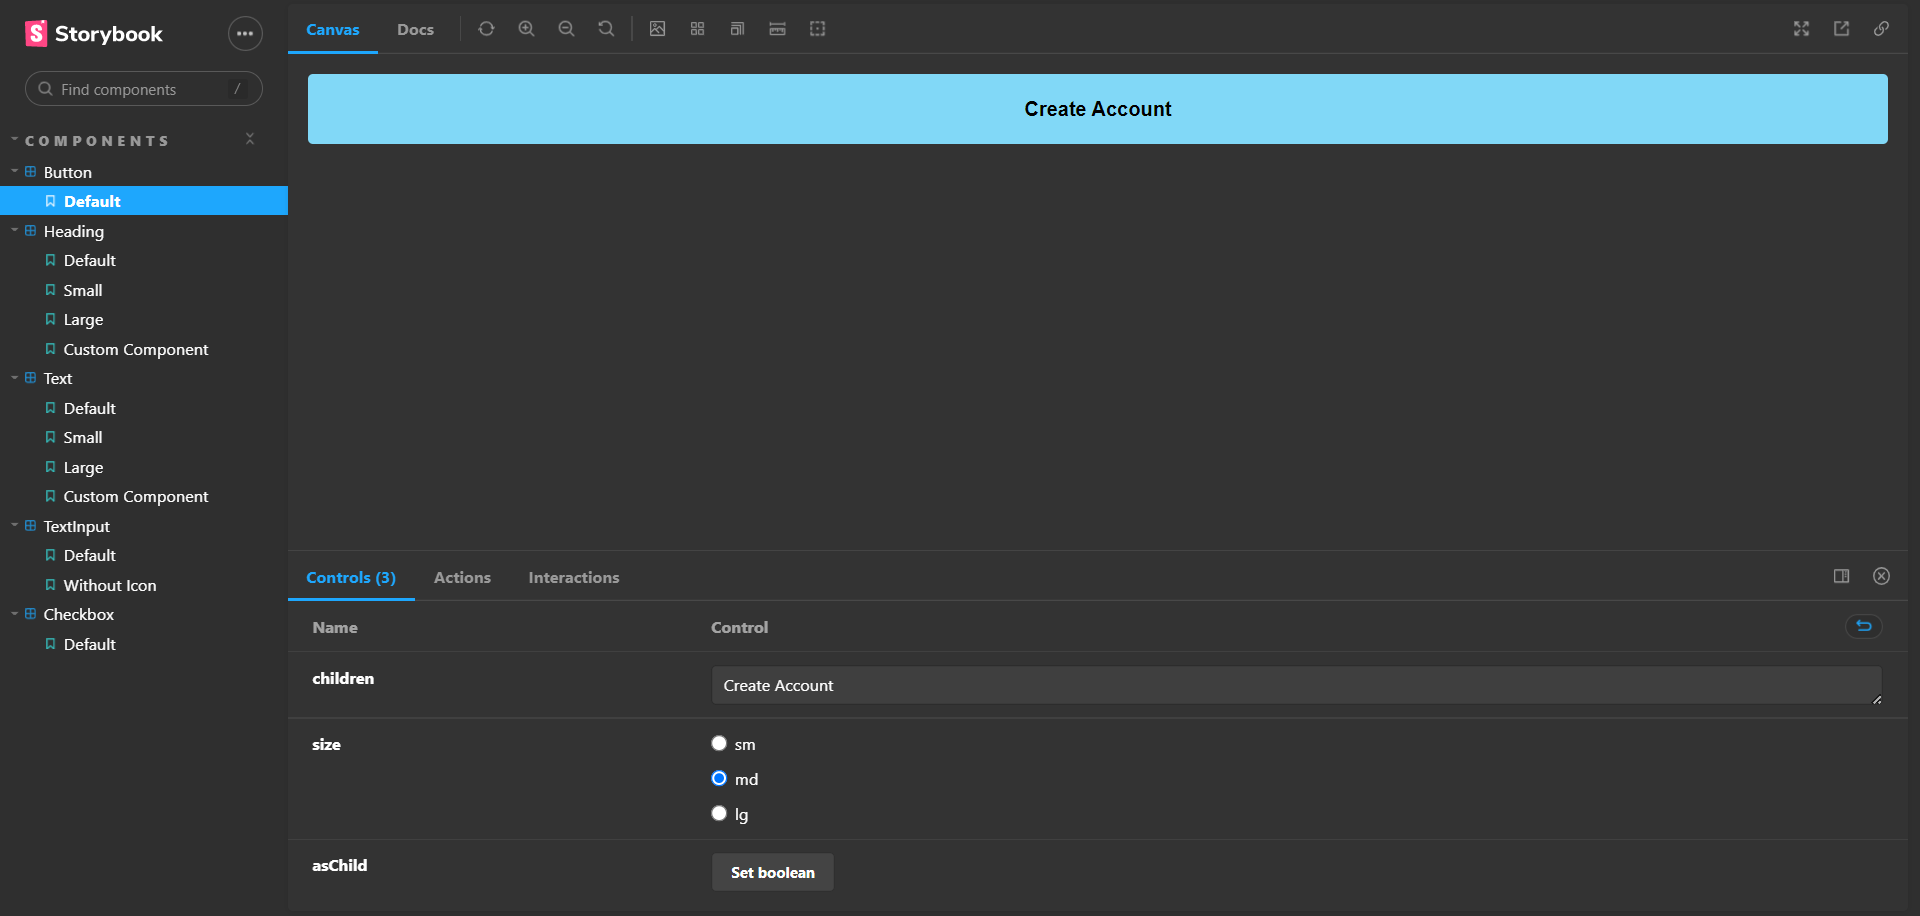 Storybook
Find components
/
COMPONENTS
Button
Default
Heading
Default
Small
Large
Custom Component
Text
Default
Small
Large
Custom Component
TextInput
Default
Without Icon
Checkbox
Default
Canvas Docs
Create Account
Controls (3) Actions Interactions
Name Control
children Create Account
size sm
md
lg
asChild Set boolean